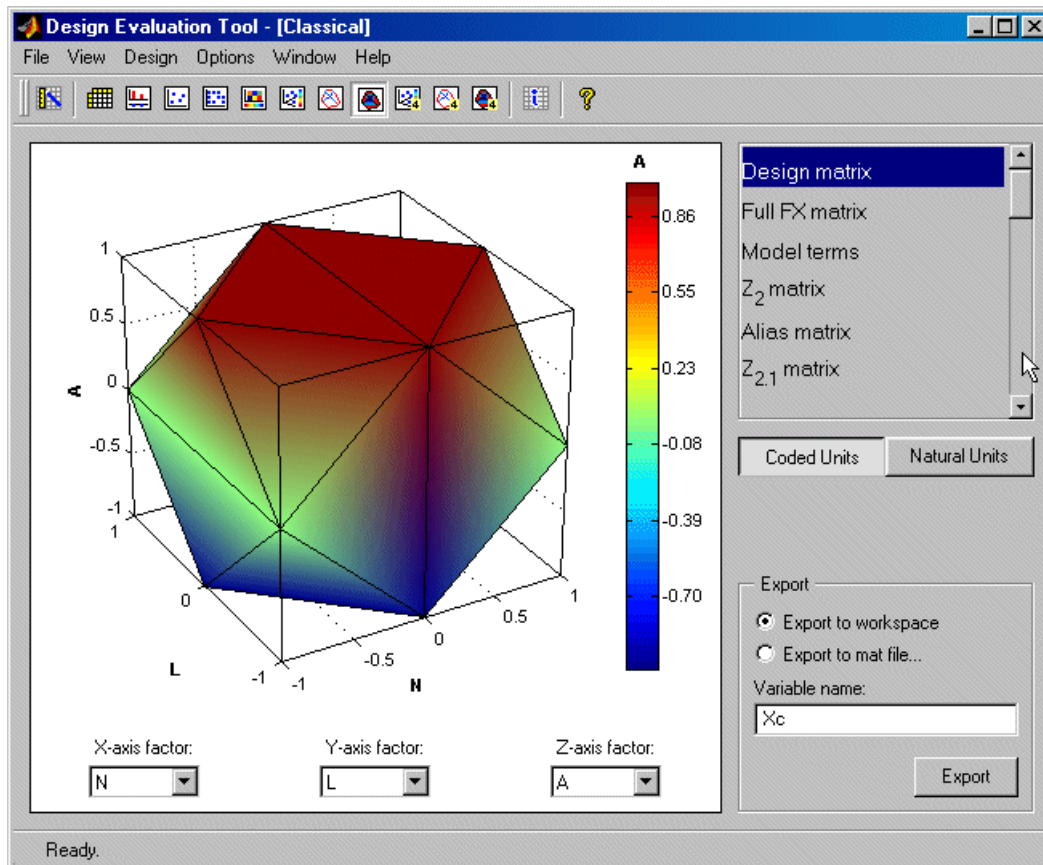 Design Evaluation Tool - [Classical]
File View Design Options Window Help
4 4 4 i ?
A
0.86
0.55
0.23
-0.08
-0.39
-0.70
1
0.5
0
-0.5
-1
A
1
0
-1
L
-1
-0.5
0
0.5
1
N
X-axis factor:
N
Y-axis factor:
L
Z-axis factor:
A
Design matrix
Full FX matrix
Model terms
Z2 matrix
Alias matrix
Z2.1 matrix
Coded Units Natural Units
Export
Export to workspace
Export to mat file...
Variable name:
Xc
Export
Ready.